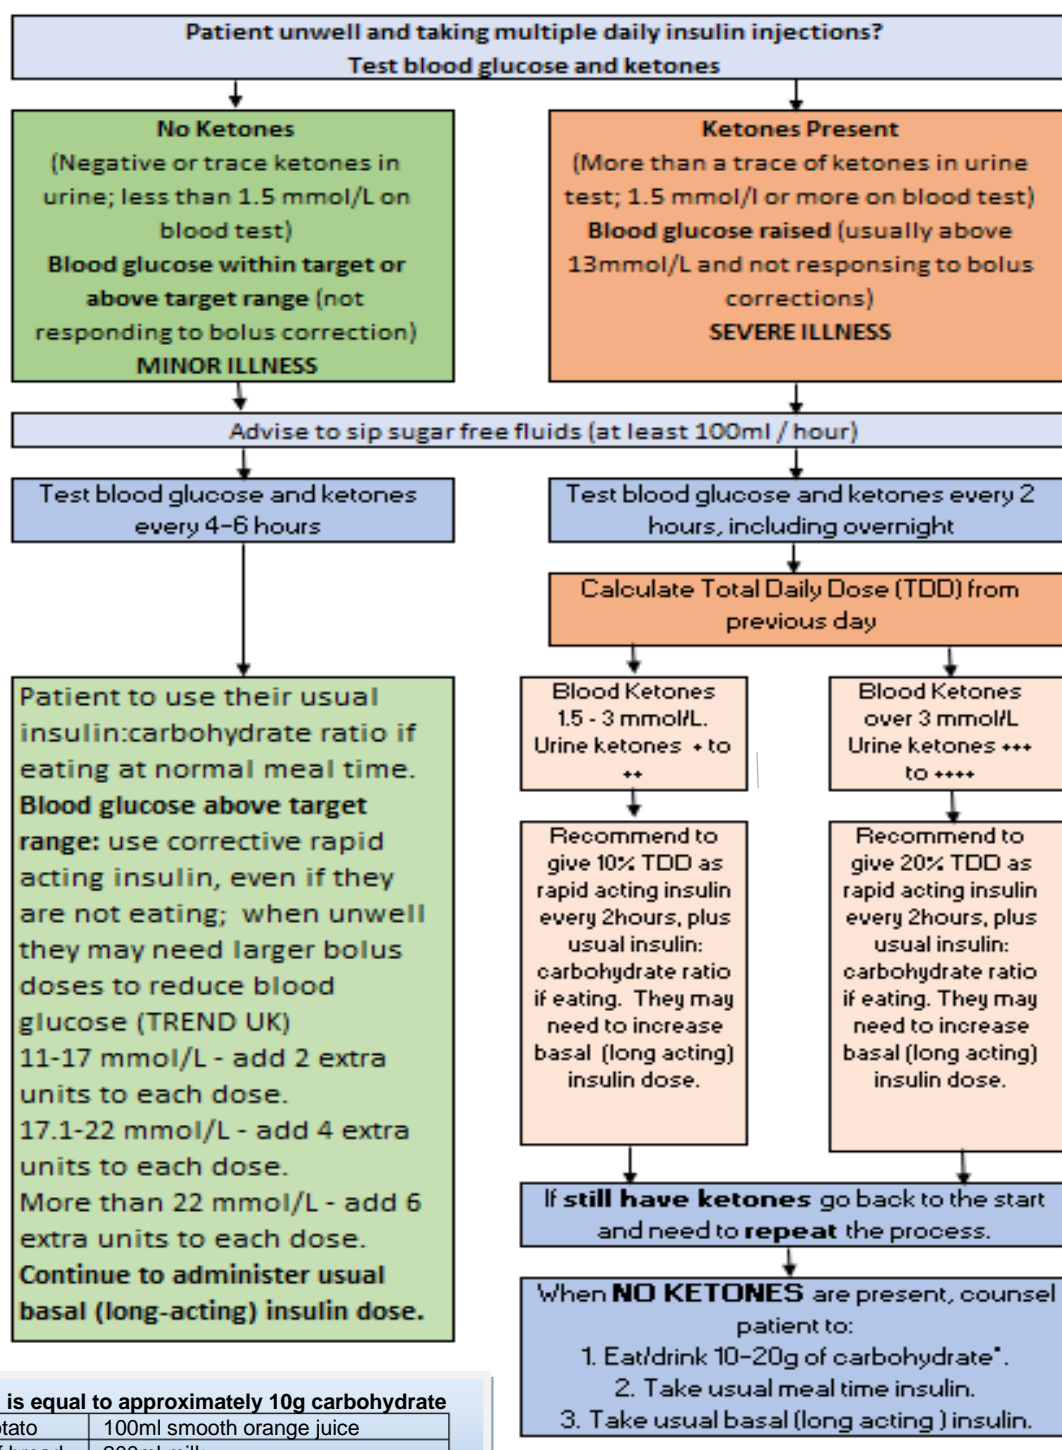 Patient unwell and taking multiple daily insulin injections?
Test blood glucose and ketones
No Ketones
(Negative or trace ketones in
urine; less than 1.5 mmol/L on
blood test)
Blood glucose within target or
above target range (not
responding to bolus correction)
MINOR ILLNESS
Ketones Present
(More than a trace of ketones in urine
test; 1.5 mmol/l or more on blood test)
Blood glucose raised (usually above
13mmol/L and not responsing to bolus
corrections)
SEVERE ILLNESS
Advise to sip sugar free fluids (at least 100ml / hour)
Test blood glucose and ketones
every 4-6 hours
Test blood glucose and ketones every 2
hours, including overnight
Calculate Total Daily Dose (TDD) from
previous day
Patient to use their usual
insulin:carbohydrate ratio if
eating at normal meal time.
Blood glucose above target
range: use corrective rapid
acting insulin, even if they
are not eating; when unwell
they may need larger bolus
doses to reduce blood
glucose (TREND UK)
11-17 mmol/L - add 2 extra
units to each dose.
17.1-22 mmol/L - add 4 extra
units to each dose.
More than 22 mmol/L - add 6
extra units to each dose.
Continue to administer usual
basal (long-acting) insulin dose.
Blood Ketones
1.5 - 3 mmol/L.
Urine ketones + to
++
Blood Ketones
over 3 mmol/L
Urine ketones +++
to ++++
Recommend to
give 10% TDD as
rapid acting insulin
every 2hours, plus
usual insulin:
carbohydrate ratio
if eating. They may
need to increase
basal (long acting)
insulin dose.
Recommend to
give 20% TDD as
rapid acting insulin
every 2hours, plus
usual insulin:
carbohydrate ratio
if eating. They may
need to increase
basal (long acting)
insulin dose.
If still have ketones go back to the start
and need to repeat the process.
When NO KETONES are present, counsel
patient to:
1. Eat/drink 10-20g of carbohydrate*.
2. Take usual meal time insulin.
3. Take usual basal (long acting ) insulin.
is equal to approximately 10g carbohydrate
100ml smooth orange juice